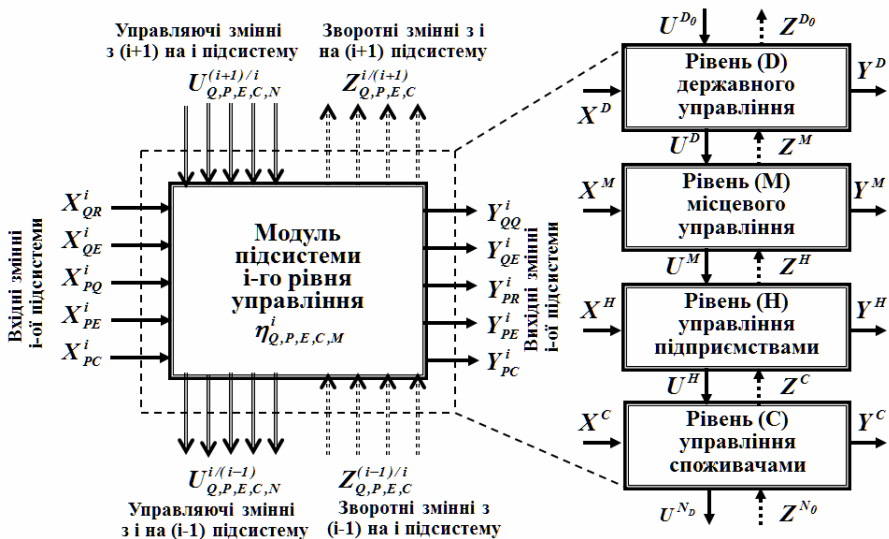 Управляючі змінні
з (i+1) на i підсистему
U^{(i+1)/i}_{Q,P,E,C,N}
Зворотні змінні з i
на (i+1) підсистему
Z^{i/(i+1)}_{Q,P,E,C}
Вхідні змінні
i-ої підсистеми
X^i_{QR}
X^i_{QE}
X^i_{PQ}
X^i_{PE}
X^i_{PC}
Модуль
підсистеми
i-го рівня
управління
η^i_{Q,P,E,C,M}
Y^i_{QQ}
Y^i_{QE}
Y^i_{PR}
Y^i_{PE}
Y^i_{PC}
Вихідні змінні
i-ої підсистеми
U^{i/(i-1)}_{Q,P,E,C,N}
Управляючі змінні
з i на (i-1) підсистему
Z^{(i-1)/i}_{Q,P,E,C}
Зворотні змінні з
(i-1) на i підсистему
U^{D_0} Z^{D_0}
X^D
Рівень (D)
державного
управління
Y^D
U^D Z^M
X^M
Рівень (M)
місцевого
управління
Y^M
U^M Z^H
X^H
Рівень (H)
управління
підприємствами
Y^H
U^H Z^C
X^C
Рівень (C)
управління
споживачами
Y^C
U^{N_D} Z^{N_0}